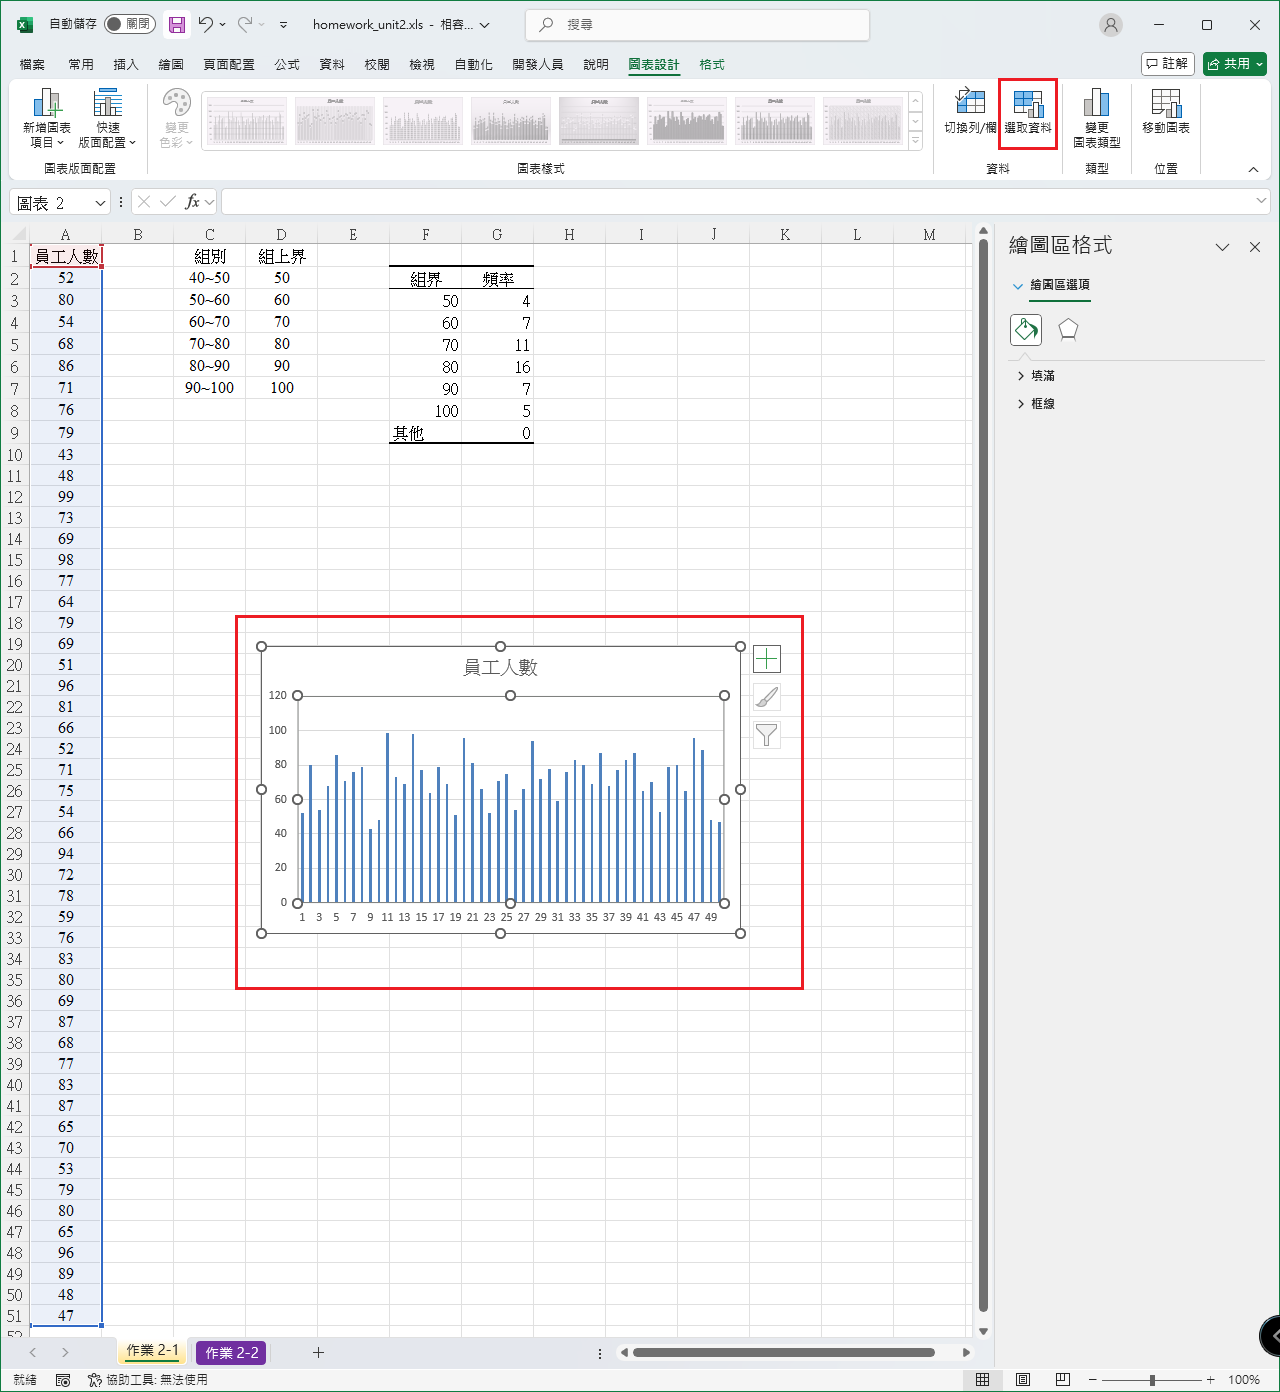 自動儲存 關閉 homework_unit2.xls - 相容... 搜尋
檔案 常用 插入 繪圖 頁面配置 公式 資料 校閱 檢視 自動化 開發人員 說明 圖表設計 格式 註解 共用
新增圖表項目 快速版面配置 變更色彩 切換列/欄 選取資料 變更圖表類型 移動圖表
圖表版面配置 圖表樣式 資料 類型 位置
圖表 2 fx
A B C D E F G H I J K L M
1 員工人數 組別 組上界
2 52 40~50 50 組界 頻率
3 80 50~60 60 50 4
4 54 60~70 70 60 7
5 68 70~80 80 70 11
6 86 80~90 90 80 16
7 71 90~100 100 90 7
8 76 100 5
9 79 其他 0
10 43
11 48
12 99
13 73
14 69
15 98
16 77
17 64
18 79
19 69
20 51
21 96
22 81
23 66
24 52
25 71
26 75
27 54
28 66
29 94
30 72
31 78
32 59
33 76
34 83
35 80
36 69
37 87
38 68
39 77
40 83
41 87
42 65
43 70
44 53
45 79
46 80
47 65
48 96
49 89
50 48
51 47
52
員工人數
120
100
80
60
40
20
0
1 3 5 7 9 11 13 15 17 19 21 23 25 27 29 31 33 35 37 39 41 43 45 47 49
繪圖區格式
繪圖區選項
填滿
框線
作業 2-1 作業 2-2
就緒 協助工具: 無法使用 100%